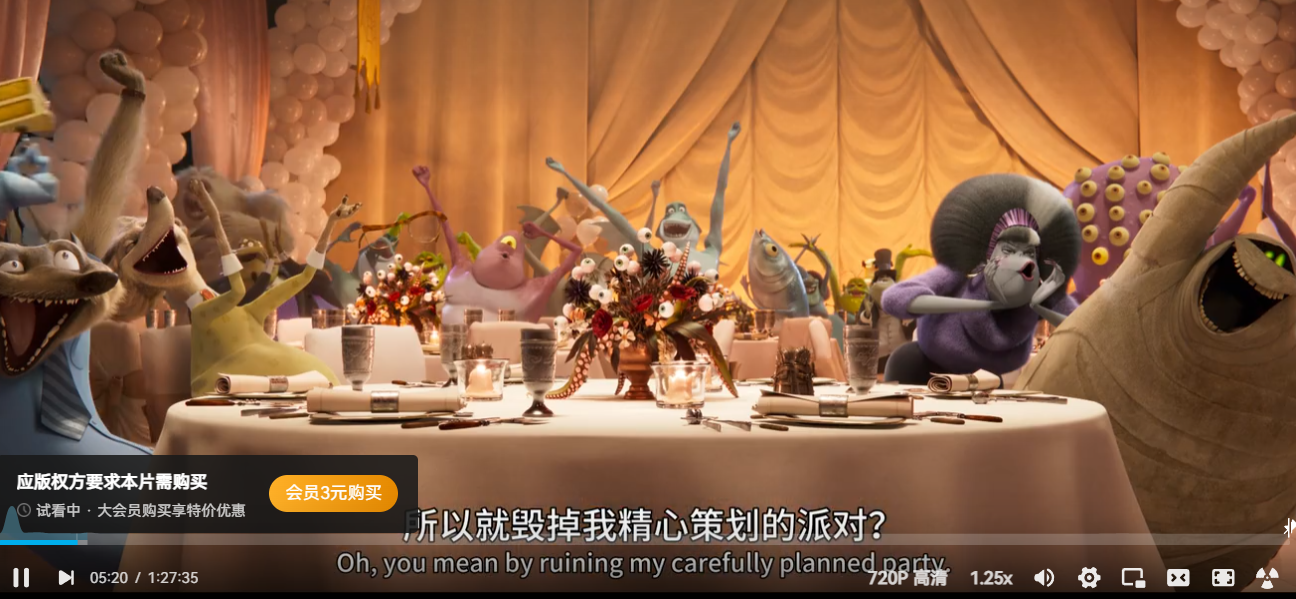 应版权方要求本片需购买
试看中 · 大会员购买享特价优惠
会员3元购买
所以就毁掉我精心策划的派对?
Oh, you mean by ruining my carefully planned party.
05:20 / 1:27:35
720P 高清
1.25x